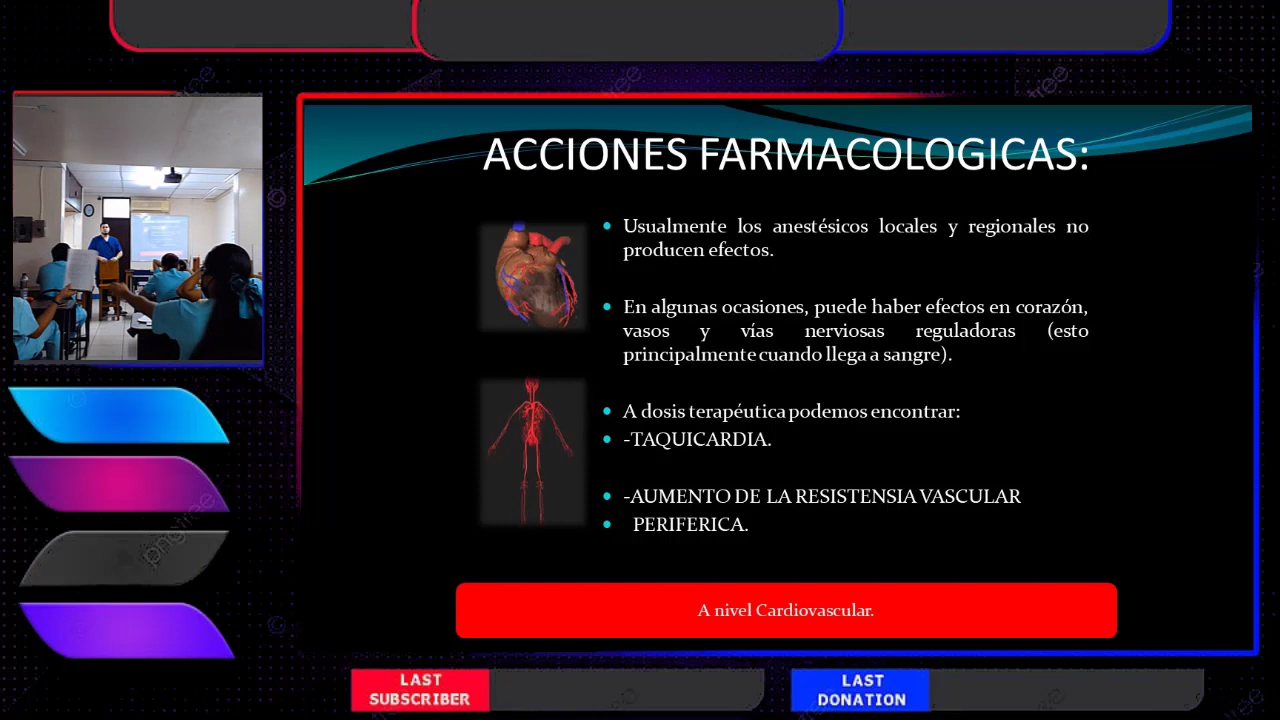 ACCIONES FARMACOLOGICAS:
Usualmente los anestésicos locales y regionales no
producen efectos.
En algunas ocasiones, puede haber efectos en corazón,
vasos y vías nerviosas reguladoras (esto
principalmente cuando llega a sangre).
A dosis terapéutica podemos encontrar:
-TAQUICARDIA.
-AUMENTO DE LA RESISTENSIA VASCULAR
PERIFERICA.
A nivel Cardiovascular.
LAST
SUBSCRIBER
LAST
DONATION
pngtree